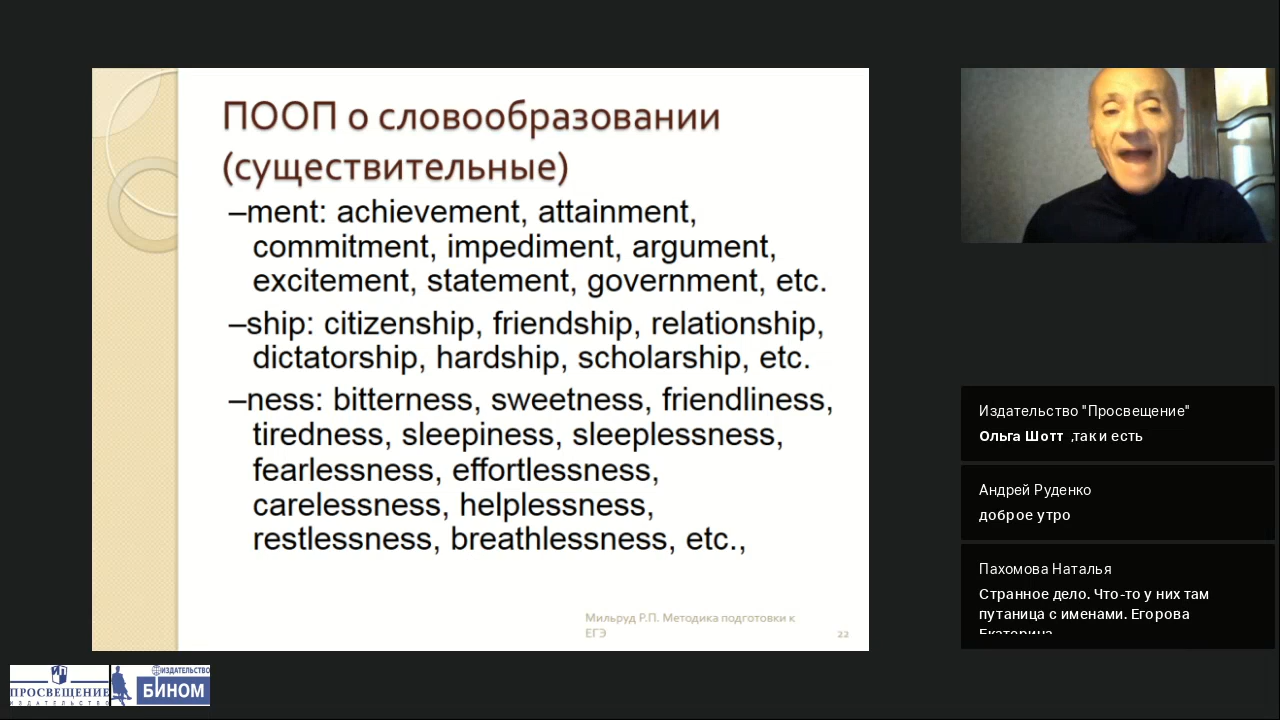 ПООП о словообразовании
(существительные)
–ment: achievement, attainment,
commitment, impediment, argument,
excitement, statement, government, etc.
–ship: citizenship, friendship, relationship,
dictatorship, hardship, scholarship, etc.
–ness: bitterness, sweetness, friendliness,
tiredness, sleepiness, sleeplessness,
fearlessness, effortlessness,
carelessness, helplessness,
restlessness, breathlessness, etc.,
Мильруд Р.П. Методика подготовки к
ЕГЭ
22
Издательство "Просвещение"
Ольга Шотт ,так и есть
Андрей Руденко
доброе утро
Пахомова Наталья
Странное дело. Что-то у них там
путаница с именами. Егорова
Екатерина
ПРОСВЕЩЕНИЕ
ИЗДАТЕЛЬСТВО
ИЗДАТЕЛЬСТВО
БИНОМ